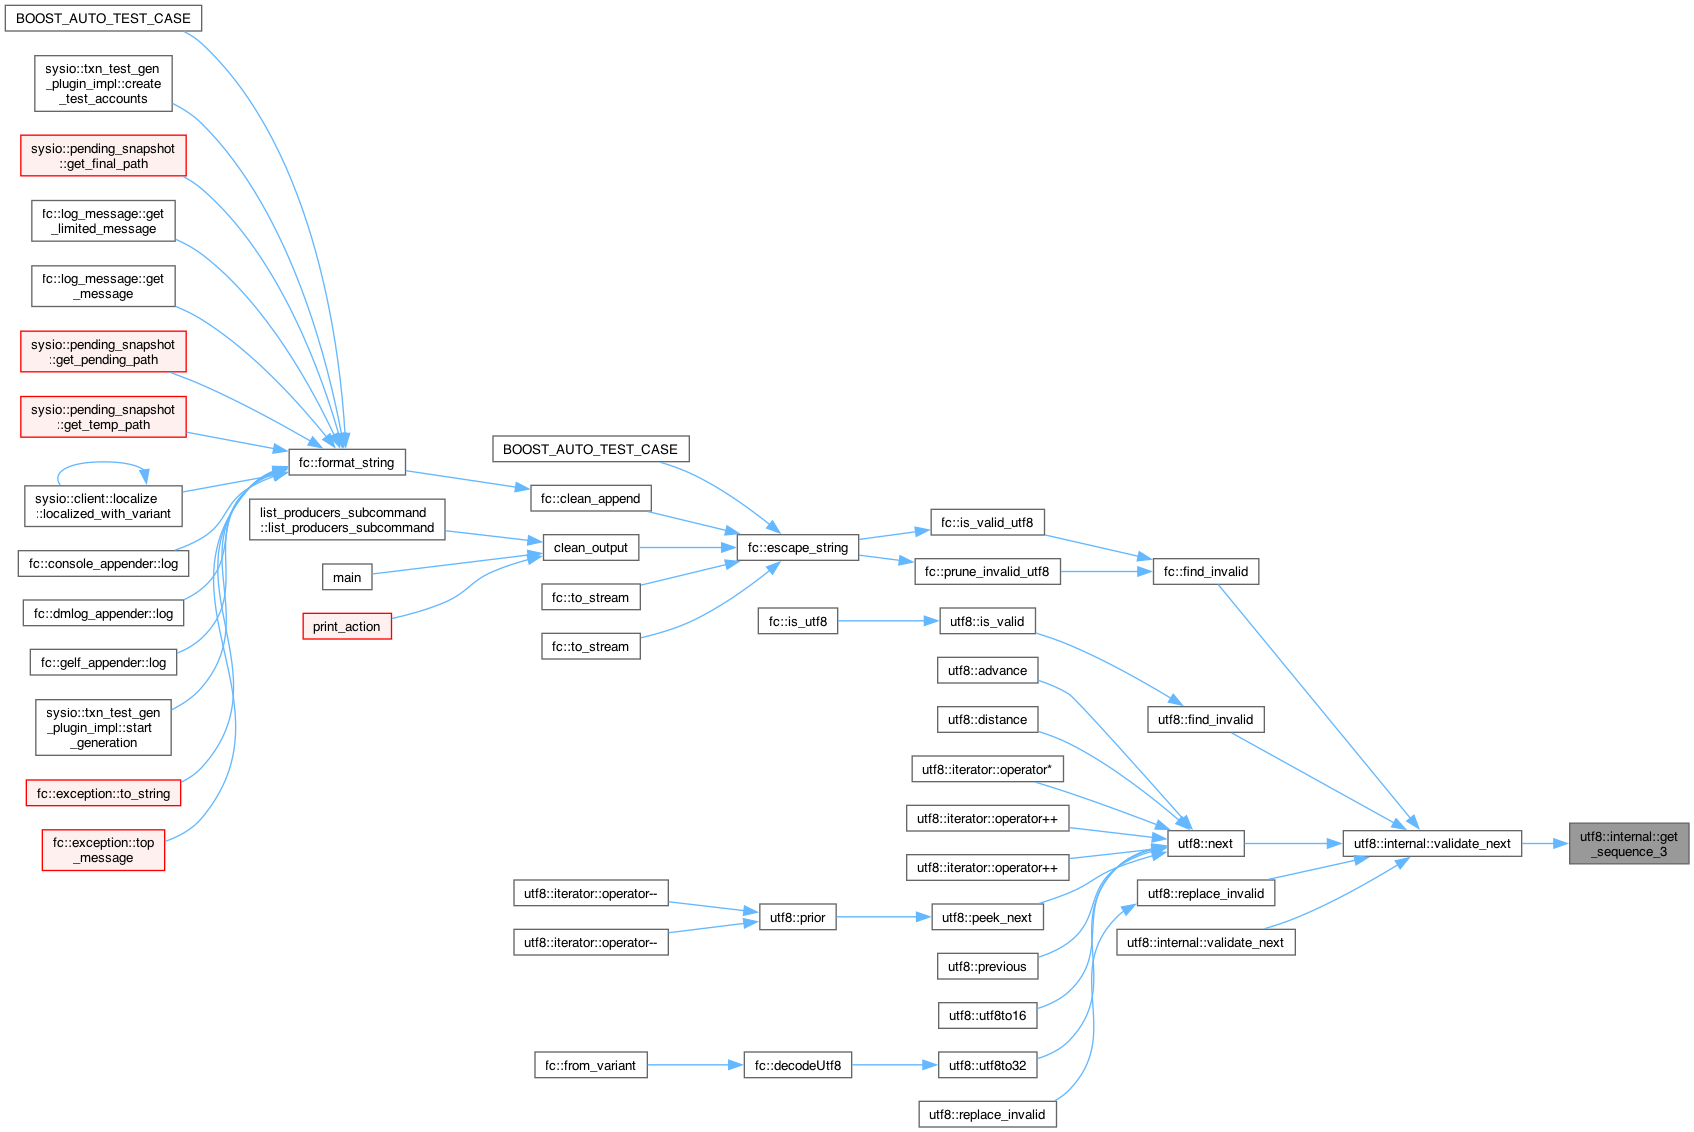 BOOST_AUTO_TEST_CASE
sysio::txn_test_gen
_plugin_impl::create
_test_accounts
sysio::pending_snapshot
::get_final_path
fc::log_message::get
_limited_message
fc::log_message::get
_message
sysio::pending_snapshot
::get_pending_path
sysio::pending_snapshot
::get_temp_path
sysio::client::localize
::localized_with_variant
fc::console_appender::log
fc::dmlog_appender::log
fc::gelf_appender::log
sysio::txn_test_gen
_plugin_impl::start
_generation
fc::exception::to_string
fc::exception::top
_message
fc::format_string
list_producers_subcommand
::list_producers_subcommand
main
print_action
BOOST_AUTO_TEST_CASE
fc::clean_append
clean_output
fc::to_stream
fc::to_stream
fc::escape_string
fc::is_utf8
fc::is_valid_utf8
fc::prune_invalid_utf8
utf8::is_valid
utf8::advance
utf8::distance
utf8::iterator::operator*
utf8::iterator::operator++
utf8::iterator::operator++
utf8::iterator::operator--
utf8::iterator::operator--
utf8::prior
utf8::peek_next
utf8::previous
utf8::utf8to16
fc::from_variant
fc::decodeUtf8
utf8::utf8to32
utf8::replace_invalid
fc::find_invalid
utf8::find_invalid
utf8::next
utf8::replace_invalid
utf8::internal::validate_next
utf8::internal::validate_next
utf8::internal::get
_sequence_3